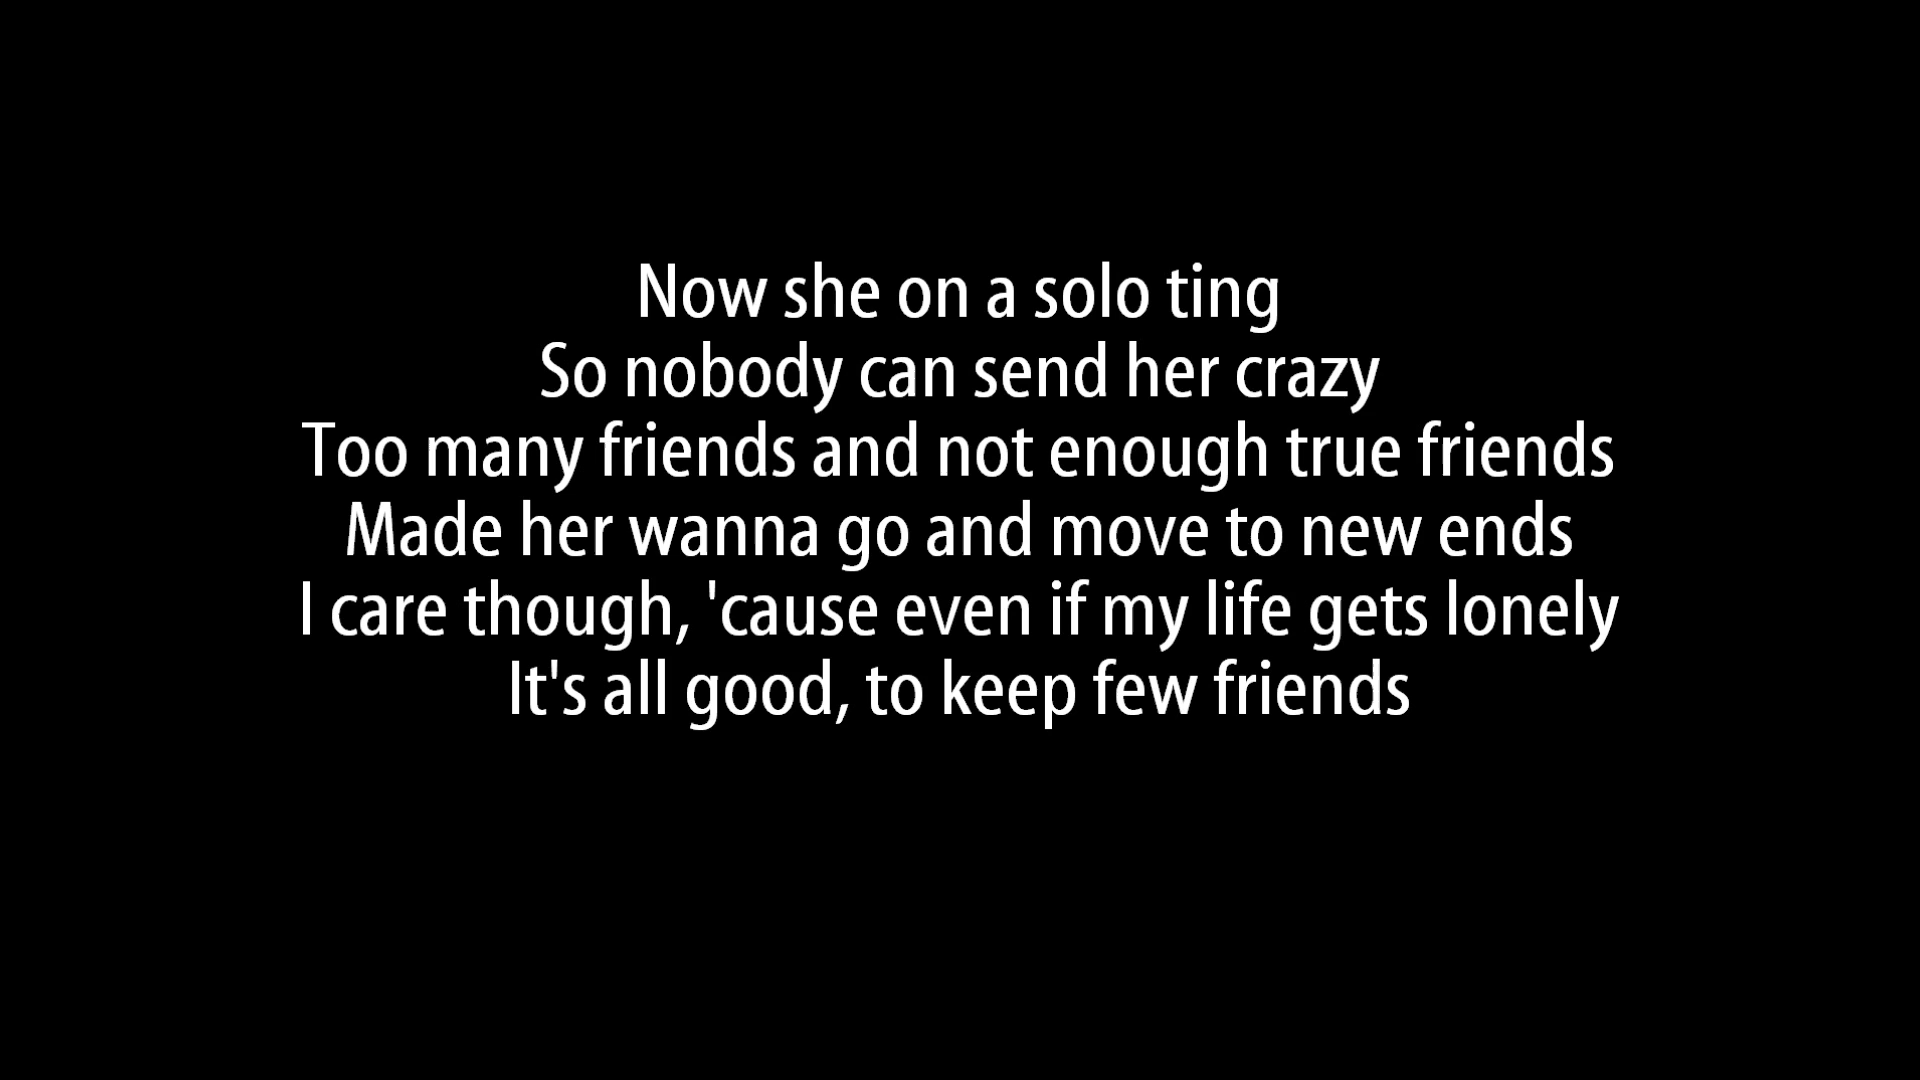 Now she on a solo ting
So nobody can send her crazy
Too many friends and not enough true friends
Made her wanna go and move to new ends
I care though, 'cause even if my life gets lonely
It's all good, to keep few friends